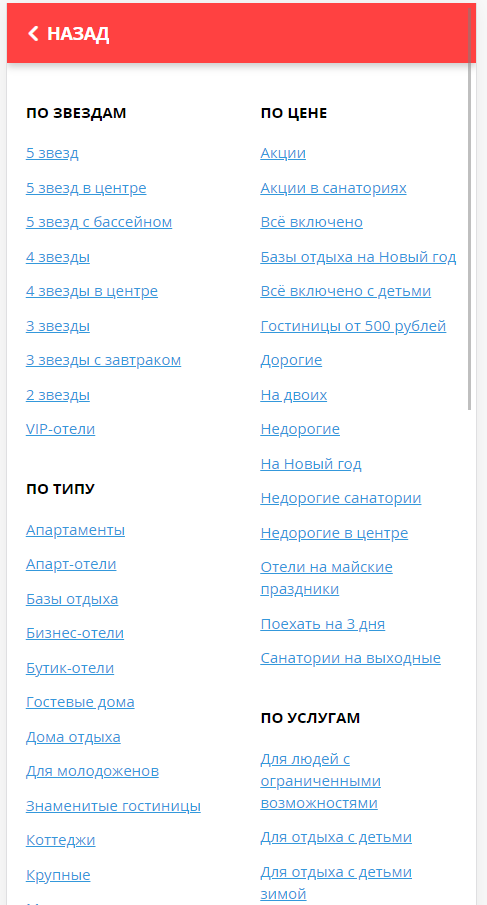 НАЗАД
ПО ЗВЕЗДАМ
5 звезд
5 звезд в центре
5 звезд с бассейном
4 звезды
4 звезды в центре
3 звезды
3 звезды с завтраком
2 звезды
VIP-отели
ПО ТИПУ
Апартаменты
Апарт-отели
Базы отдыха
Бизнес-отели
Бутик-отели
Гостевые дома
Дома отдыха
Для молодоженов
Знаменитые гостиницы
Коттеджи
Крупные
ПО ЦЕНЕ
Акции
Акции в санаториях
Всё включено
Базы отдыха на Новый год
Всё включено с детьми
Гостиницы от 500 рублей
Дорогие
На двоих
Недорогие
На Новый год
Недорогие санатории
Недорогие в центре
Отели на майские
праздники
Поехать на 3 дня
Санатории на выходные
ПО УСЛУГАМ
Для людей с
ограниченными
возможностями
Для отдыха с детьми
Для отдыха с детьми
зимой